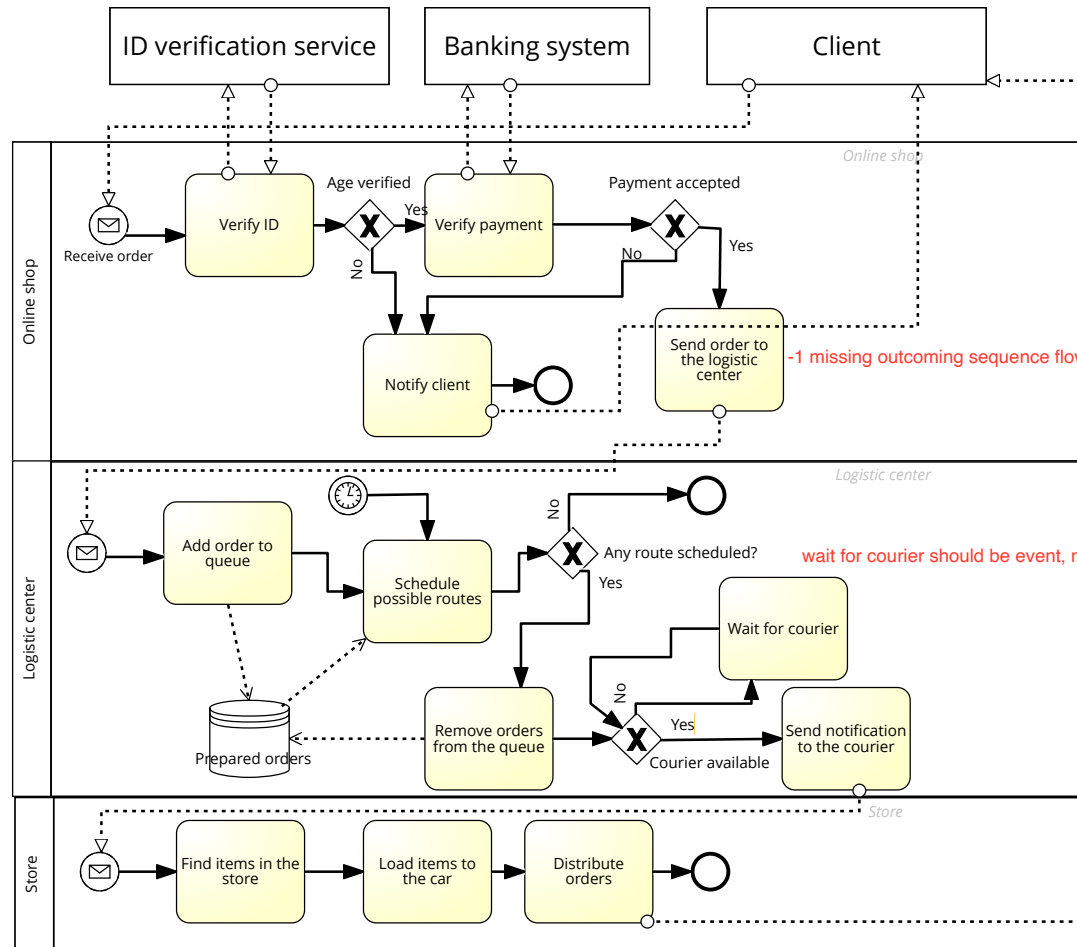 ID verification service
Banking system
Client
Online shop
Online shop
Age verified
Payment accepted
Yes
Verify ID
Verify payment
Receive order
No
No
Yes
Send order to
the logistic
center
-1 missing outcoming sequence flow
Notify client
Logistic center
Logistic center
No
Add order to
queue
Any route scheduled?
wait for courier should be event,
Schedule
possible routes
Yes
Wait for courier
No
Yes
Remove orders
from the queue
Send notification
to the courier
Prepared orders
Courier available
Store
Store
Find items in the
store
Load items to
the car
Distribute
orders